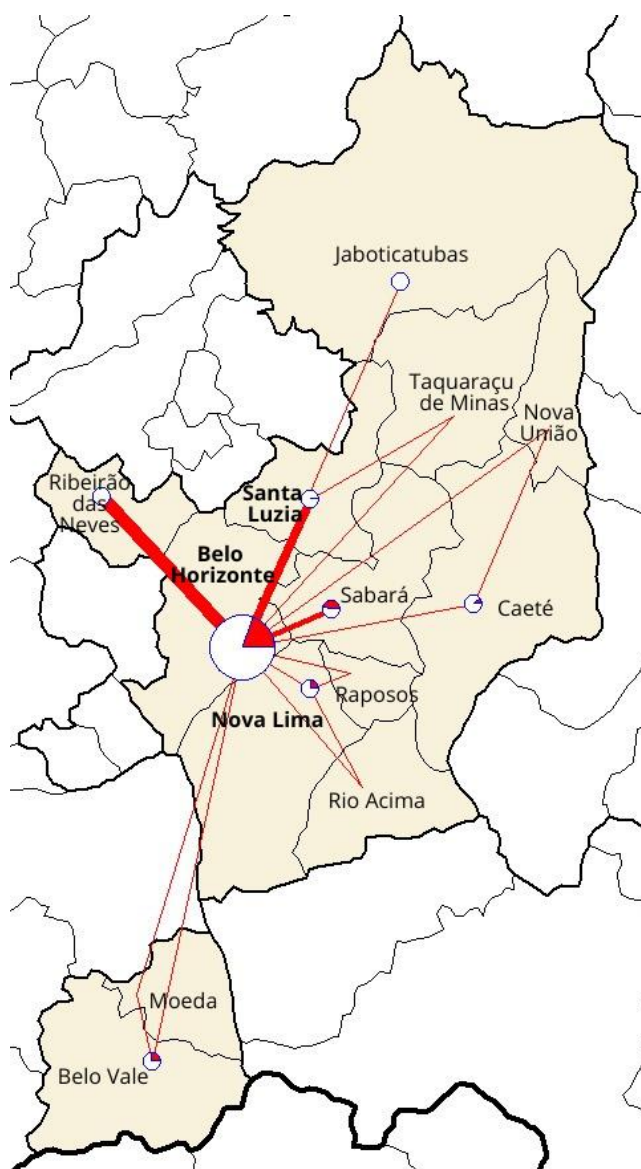 Jaboticatubas
Taquaraçu
de Minas
Nova
União
Ribeirão
das
Neves
Santa
Luzia
Belo
Horizonte
Sabará
Caeté
Raposos
Nova Lima
Rio Acima
Moeda
Belo Vale